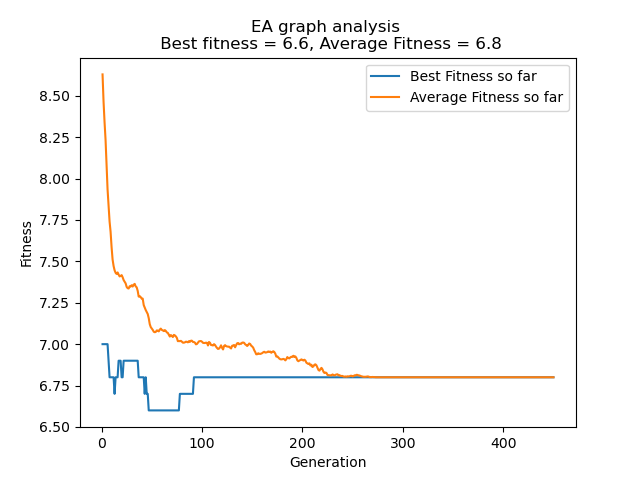 EA graph analysis
Best fitness = 6.6, Average Fitness = 6.8
Best Fitness so far
Average Fitness so far
8.50
8.25
8.00
7.75
7.50
7.25
7.00
6.75
6.50
Fitness
0 100 200 300 400
Generation